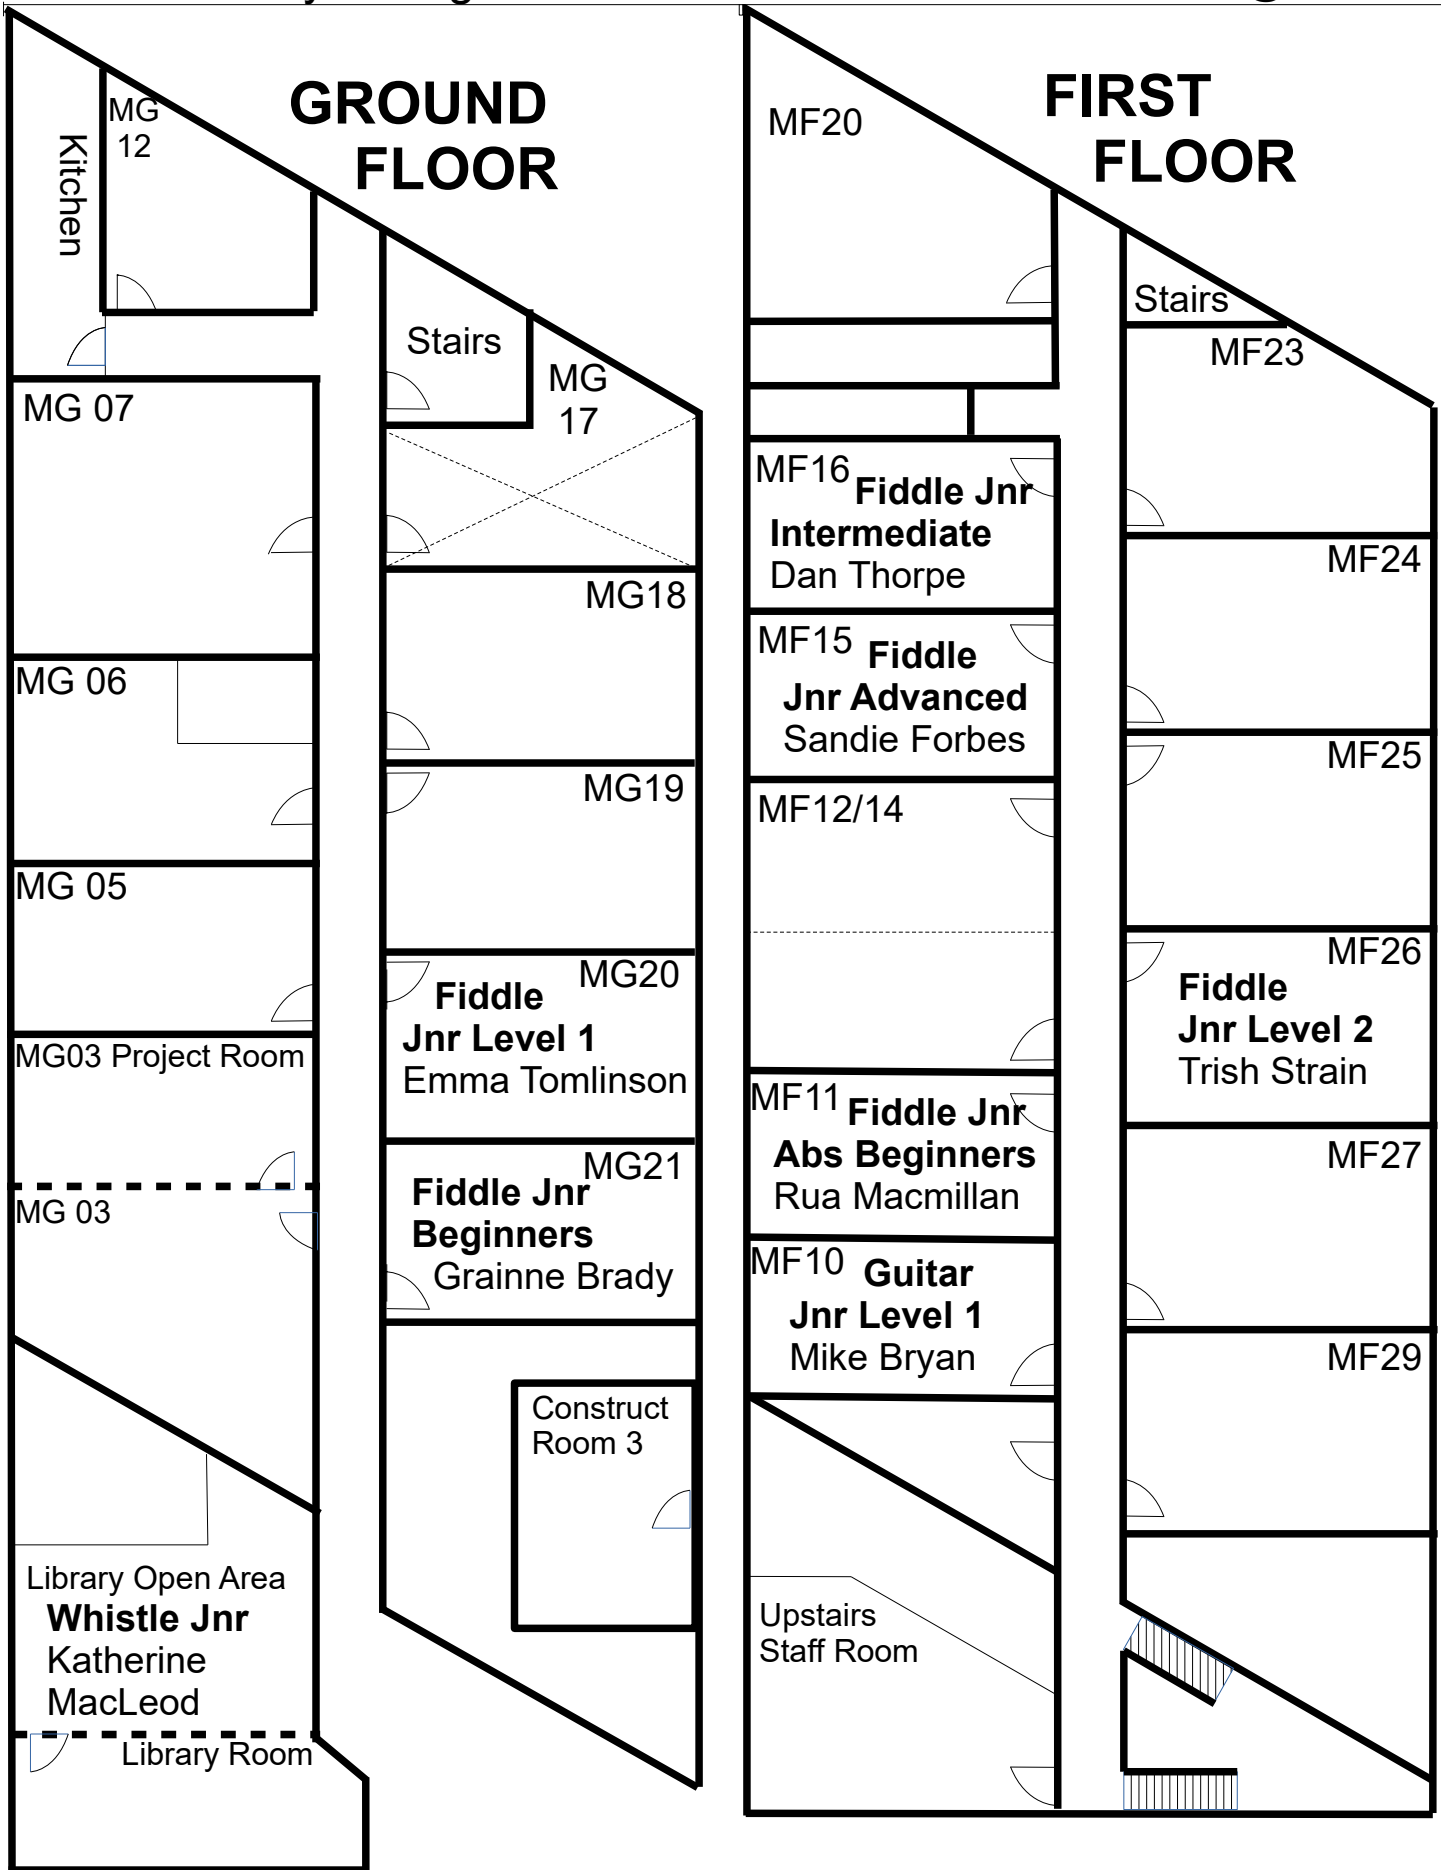 GROUND
FLOOR
Kitchen
MG
12
Stairs
MG
17
MG 07
MG18
MG 06
MG19
MG 05
MG20
Fiddle
Jnr Level 1
Emma Tomlinson
MG03 Project Room
MG21
Fiddle Jnr
Beginners
Grainne Brady
MG 03
Construct
Room 3
Library Open Area
Whistle Jnr
Katherine
MacLeod
Library Room
FIRST
FLOOR
MF20
Stairs
MF23
MF16
Fiddle Jnr
Intermediate
Dan Thorpe
MF24
MF15
Fiddle
Jnr Advanced
Sandie Forbes
MF25
MF12/14
MF26
Fiddle
Jnr Level 2
Trish Strain
MF11
Fiddle Jnr
Abs Beginners
Rua Macmillan
MF27
MF10
Guitar
Jnr Level 1
Mike Bryan
MF29
Upstairs
Staff Room